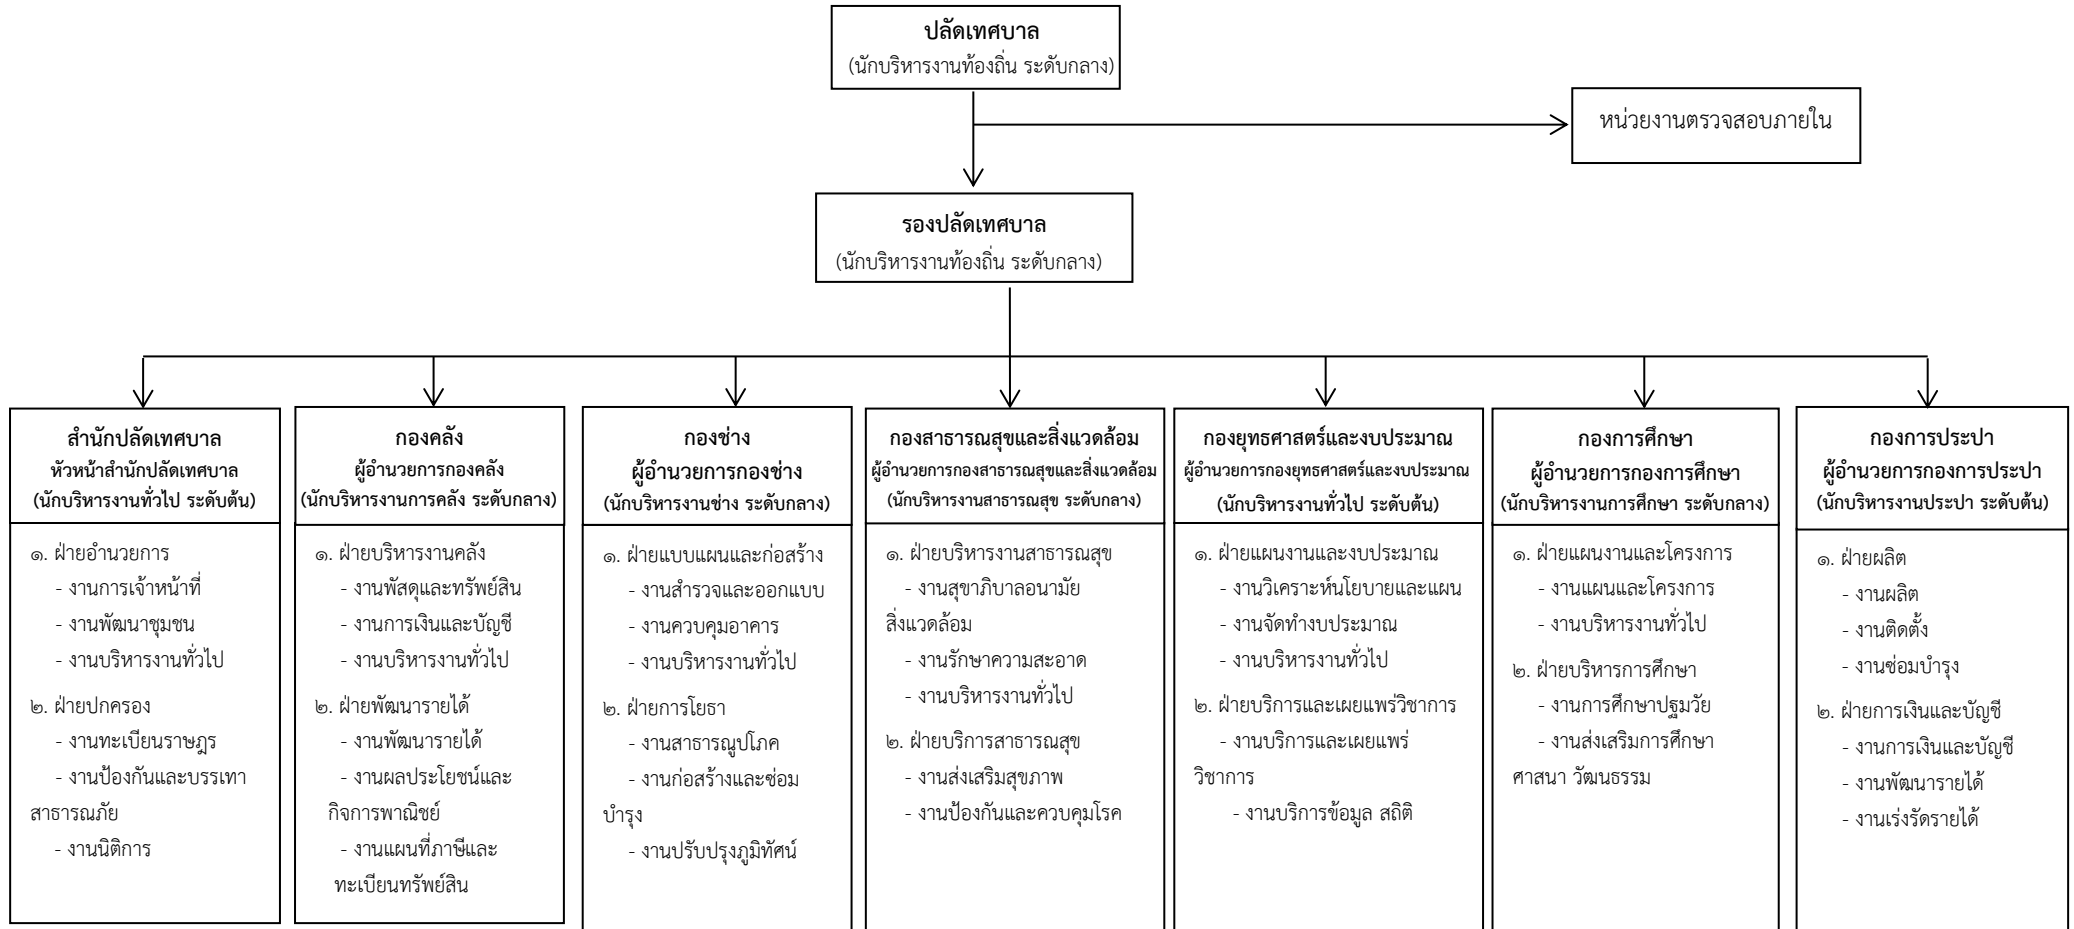 ปลัดเทศบาล
(นักบริหารงานท้องถิ่น ระดับกลาง)
หน่วยงานตรวจสอบภายใน
รองปลัดเทศบาล
(นักบริหารงานท้องถิ่น ระดับกลาง)
สำนักปลัดเทศบาล
หัวหน้าสำนักปลัดเทศบาล
(นักบริหารงานทั่วไป ระดับต้น)
๑. ฝ่ายอำนวยการ
- งานการเจ้าหน้าที่
- งานพัฒนาชุมชน
- งานบริหารงานทั่วไป
๒. ฝ่ายปกครอง
- งานทะเบียนราษฎร
- งานป้องกันและบรรเทา
สาธารณภัย
- งานนิติการ
กองคลัง
ผู้อำนวยการกองคลัง
(นักบริหารงานการคลัง ระดับกลาง)
๑. ฝ่ายบริหารงานคลัง
- งานพัสดุและทรัพย์สิน
- งานการเงินและบัญชี
- งานบริหารงานทั่วไป
๒. ฝ่ายพัฒนารายได้
- งานพัฒนารายได้
- งานผลประโยชน์และ
กิจการพาณิชย์
- งานแผนที่ภาษีและ
ทะเบียนทรัพย์สิน
กองช่าง
ผู้อำนวยการกองช่าง
(นักบริหารงานช่าง ระดับกลาง)
๑. ฝ่ายแบบแผนและก่อสร้าง
- งานสำรวจและออกแบบ
- งานควบคุมอาคาร
- งานบริหารงานทั่วไป
๒. ฝ่ายการโยธา
- งานสาธารณูปโภค
- งานก่อสร้างและซ่อม
บำรุง
- งานปรับปรุงภูมิทัศน์
กองสาธารณสุขและสิ่งแวดล้อม
ผู้อำนวยการกองสาธารณสุขและสิ่งแวดล้อม
(นักบริหารงานสาธารณสุข ระดับกลาง)
๑. ฝ่ายบริหารงานสาธารณสุข
- งานสุขาภิบาลอนามัย
สิ่งแวดล้อม
- งานรักษาความสะอาด
- งานบริหารงานทั่วไป
๒. ฝ่ายบริการสาธารณสุข
- งานส่งเสริมสุขภาพ
- งานป้องกันและควบคุมโรค
กองยุทธศาสตร์และงบประมาณ
ผู้อำนวยการกองยุทธศาสตร์และงบประมาณ
(นักบริหารงานทั่วไป ระดับต้น)
๑. ฝ่ายแผนงานและงบประมาณ
- งานวิเคราะห์นโยบายและแผน
- งานจัดทำงบประมาณ
- งานบริหารงานทั่วไป
๒. ฝ่ายบริการและเผยแพร่วิชาการ
- งานบริการและเผยแพร่
วิชาการ
- งานบริการข้อมูล สถิติ
กองการศึกษา
ผู้อำนวยการกองการศึกษา
(นักบริหารงานการศึกษา ระดับกลาง)
๑. ฝ่ายแผนงานและโครงการ
- งานแผนและโครงการ
- งานบริหารงานทั่วไป
๒. ฝ่ายบริหารการศึกษา
- งานการศึกษาปฐมวัย
- งานส่งเสริมการศึกษา
ศาสนา วัฒนธรรม
กองการประปา
ผู้อำนวยการกองการประปา
(นักบริหารงานประปา ระดับต้น)
๑. ฝ่ายผลิต
- งานผลิต
- งานติดตั้ง
- งานซ่อมบำรุง
๒. ฝ่ายการเงินและบัญชี
- งานการเงินและบัญชี
- งานพัฒนารายได้
- งานเร่งรัดรายได้